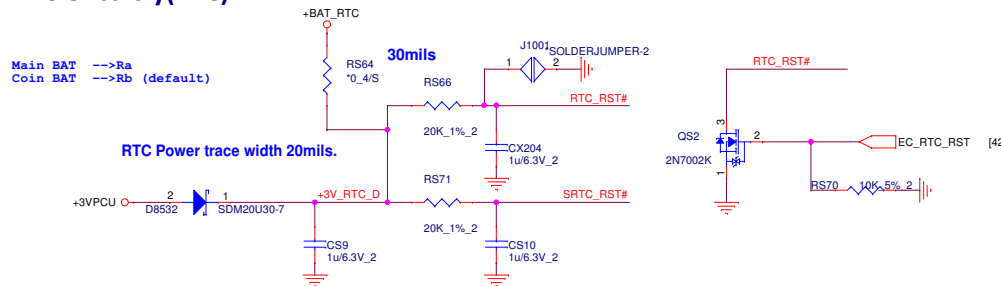 +BAT_RTC
Main BAT -->Ra
Coin BAT -->Rb (default)
RS64
*0_4/S
30mils
J1001
*SOLDERJUMPER-2
1
2
RS66
RTC_RST#
20K_1%_2
CX204
1u/6.3V_2
RTC Power trace width 20mils.
RS71
+3VPCU
2
1
D8532
SDM20U30-7
+3V_RTC_D
SRTC_RST#
20K_1%_2
CS9
1u/6.3V_2
CS10
1u/6.3V_2
RTC_RST#
3
QS2
2
2N7002K
1
EC_RTC_RST
[42
RS70
10K_5%_2